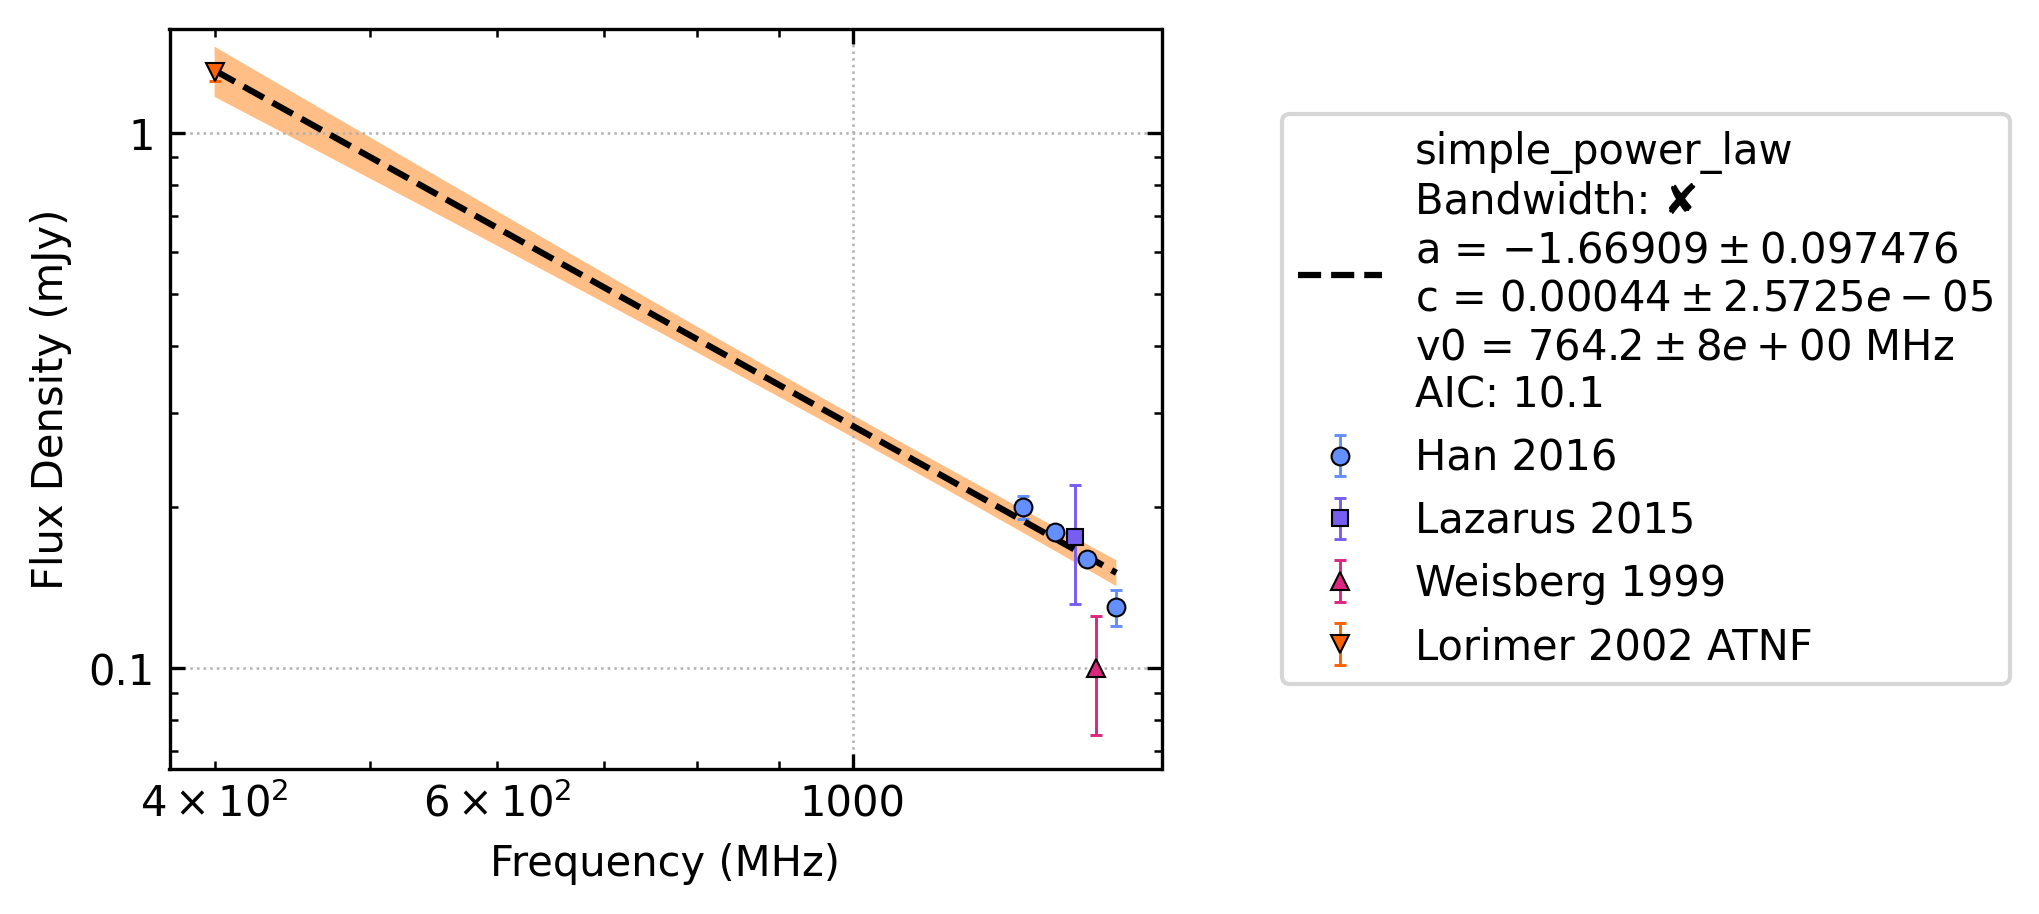 1
0.1
Flux Density (mJy)
4 × 10²
6 × 10²
1000
Frequency (MHz)
simple_power_law
Bandwidth: ✘
a = −1.66909 ± 0.097476
c = 0.00044 ± 2.5725e − 05
v0 = 764.2 ± 8e + 00 MHz
AIC: 10.1
Han 2016
Lazarus 2015
Weisberg 1999
Lorimer 2002 ATNF